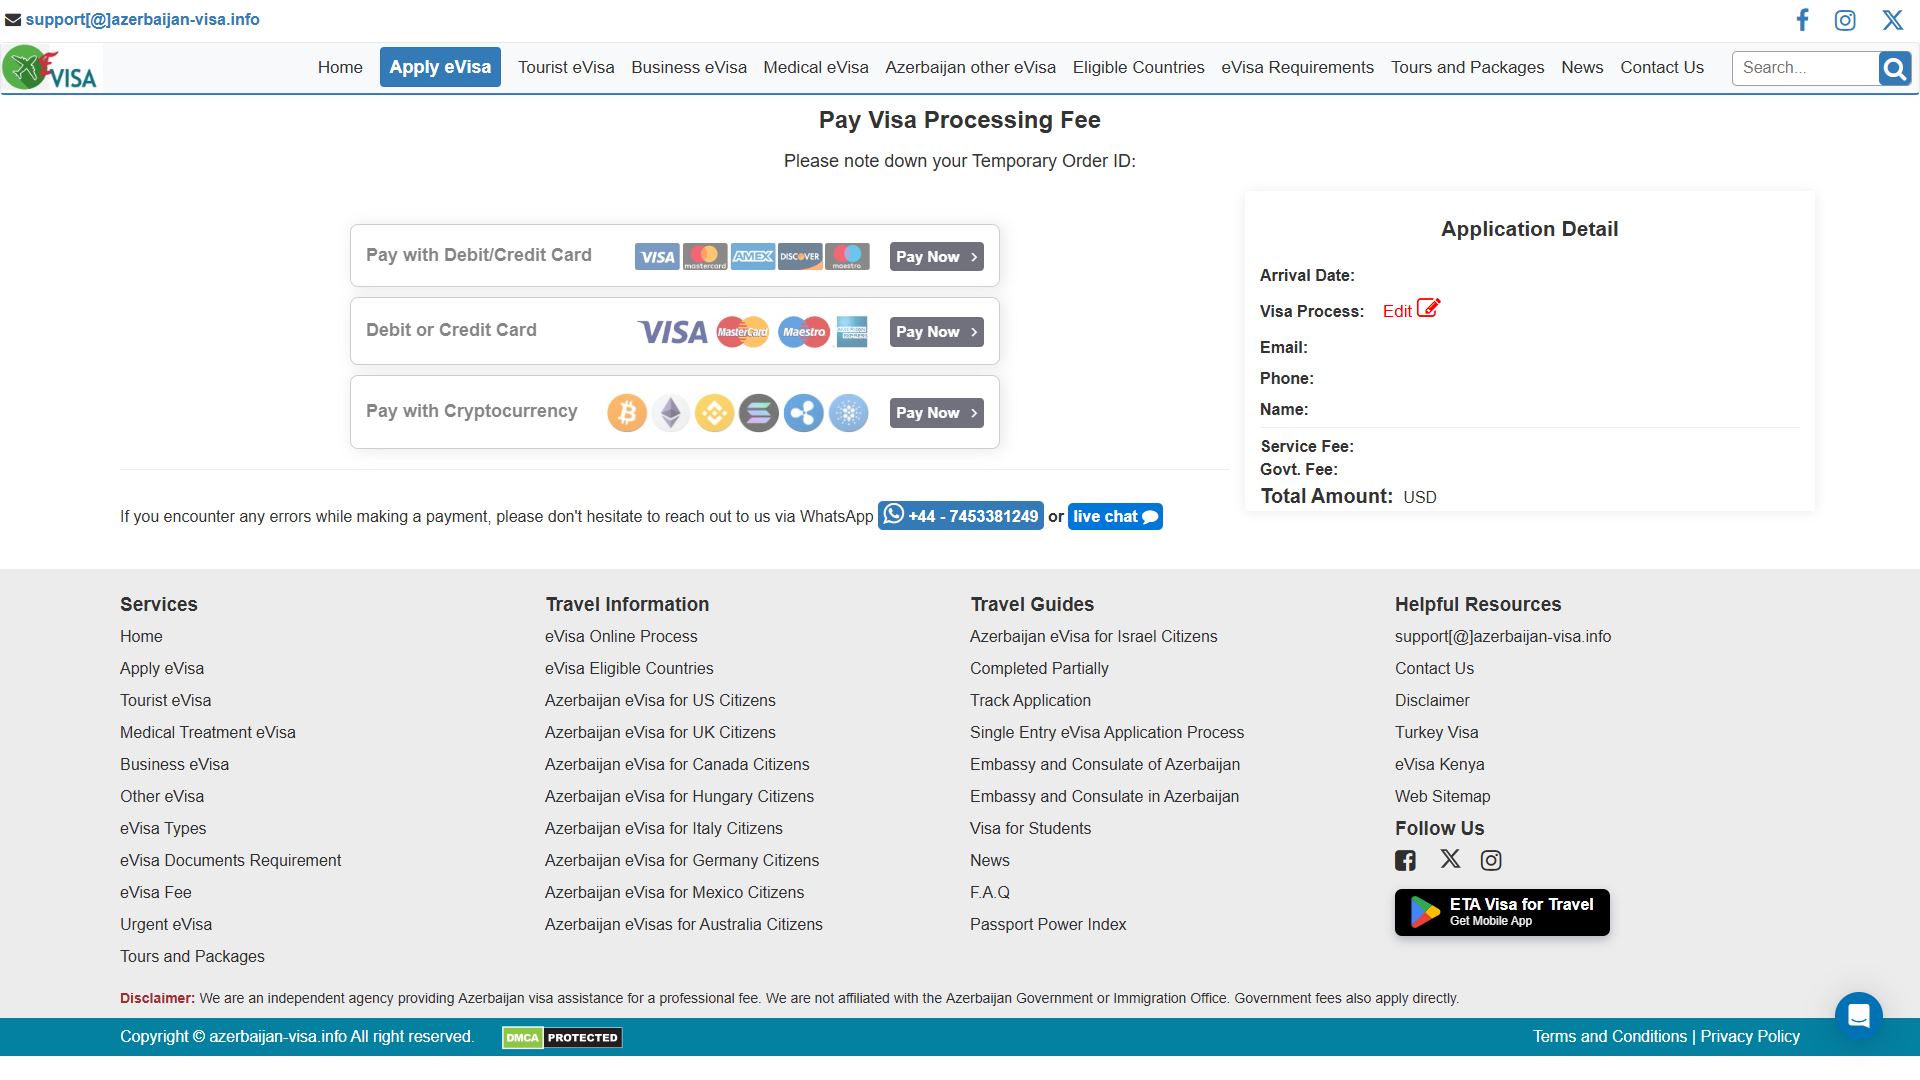 support[@]azerbaijan-visa.info
EVISA
Home
Apply eVisa
Tourist eVisa
Business eVisa
Medical eVisa
Azerbaijan other eVisa
Eligible Countries
eVisa Requirements
Tours and Packages
News
Contact Us
Search...
Pay Visa Processing Fee
Please note down your Temporary Order ID:
Pay with Debit/Credit Card
VISA
mastercard
AMEX
DISCOVER
maestro
Pay Now
Debit or Credit Card
VISA
MasterCard
Maestro
AMERICAN EXPRESS
Pay Now
Pay with Cryptocurrency
Pay Now
If you encounter any errors while making a payment, please don't hesitate to reach out to us via WhatsApp +44 - 7453381249 or live chat
Application Detail
Arrival Date:
Visa Process: Edit
Email:
Phone:
Name:
Service Fee:
Govt. Fee:
Total Amount: USD
Services
Home
Apply eVisa
Tourist eVisa
Medical Treatment eVisa
Business eVisa
Other eVisa
eVisa Types
eVisa Documents Requirement
eVisa Fee
Urgent eVisa
Tours and Packages
Travel Information
eVisa Online Process
eVisa Eligible Countries
Azerbaijan eVisa for US Citizens
Azerbaijan eVisa for UK Citizens
Azerbaijan eVisa for Canada Citizens
Azerbaijan eVisa for Hungary Citizens
Azerbaijan eVisa for Italy Citizens
Azerbaijan eVisa for Germany Citizens
Azerbaijan eVisa for Mexico Citizens
Azerbaijan eVisas for Australia Citizens
Travel Guides
Azerbaijan eVisa for Israel Citizens
Completed Partially
Track Application
Single Entry eVisa Application Process
Embassy and Consulate of Azerbaijan
Embassy and Consulate in Azerbaijan
Visa for Students
News
F.A.Q
Passport Power Index
Helpful Resources
support[@]azerbaijan-visa.info
Contact Us
Disclaimer
Turkey Visa
eVisa Kenya
Web Sitemap
Follow Us
ETA Visa for Travel
Get Mobile App
Disclaimer: We are an independent agency providing Azerbaijan visa assistance for a professional fee. We are not affiliated with the Azerbaijan Government or Immigration Office. Government fees also apply directly.
Copyright © azerbaijan-visa.info All right reserved.
DMCA PROTECTED
Terms and Conditions | Privacy Policy